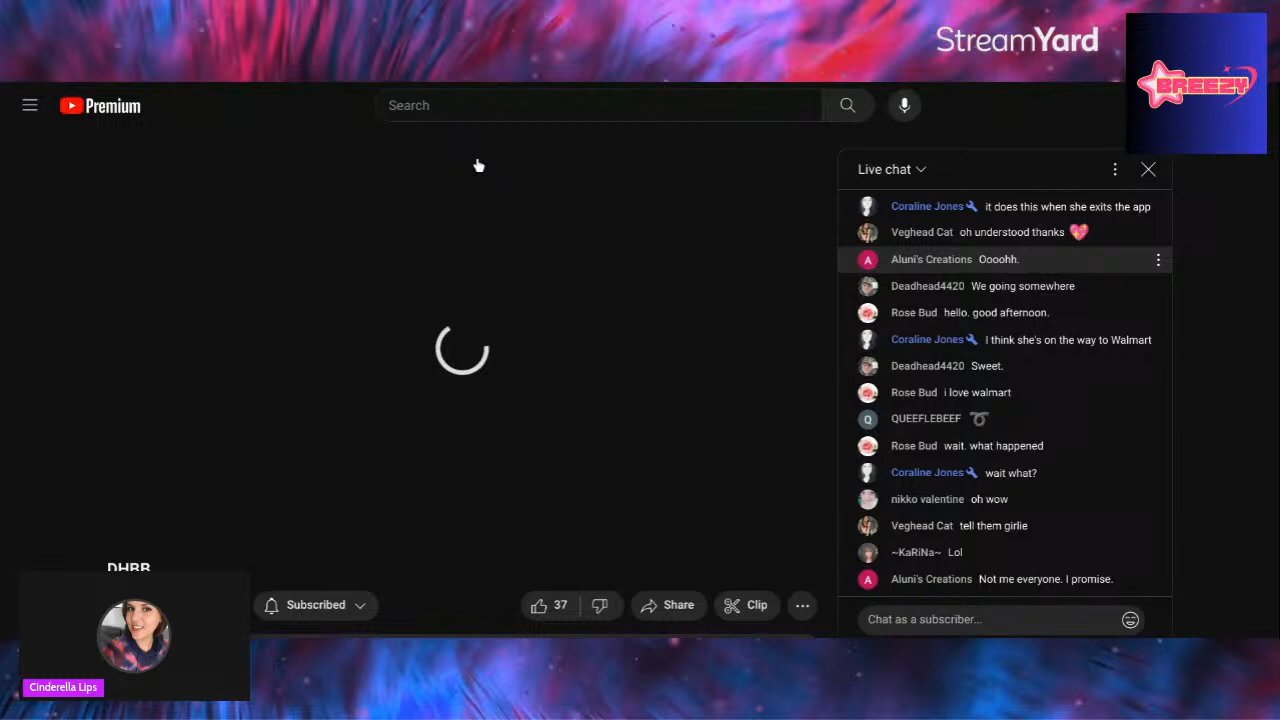 StreamYard
BREEZY
Premium
Search
Live chat
Coraline Jones it does this when she exits the app
Veghead Cat oh understood thanks
A Aluni's Creations Oooohh.
Deadhead4420 We going somewhere
Rose Bud hello. good afternoon.
Coraline Jones I think she's on the way to Walmart
Deadhead4420 Sweet.
Rose Bud i love walmart
Q QUEEFLEBEEF
Rose Bud wait. what happened
Coraline Jones wait what?
nikko valentine oh wow
Veghead Cat tell them girlie
~KaRiNa~ Lol
A Aluni's Creations Not me everyone. I promise.
Chat as a subscriber...
DHBB
Subscribed
37
Share
Clip
Cinderella Lips